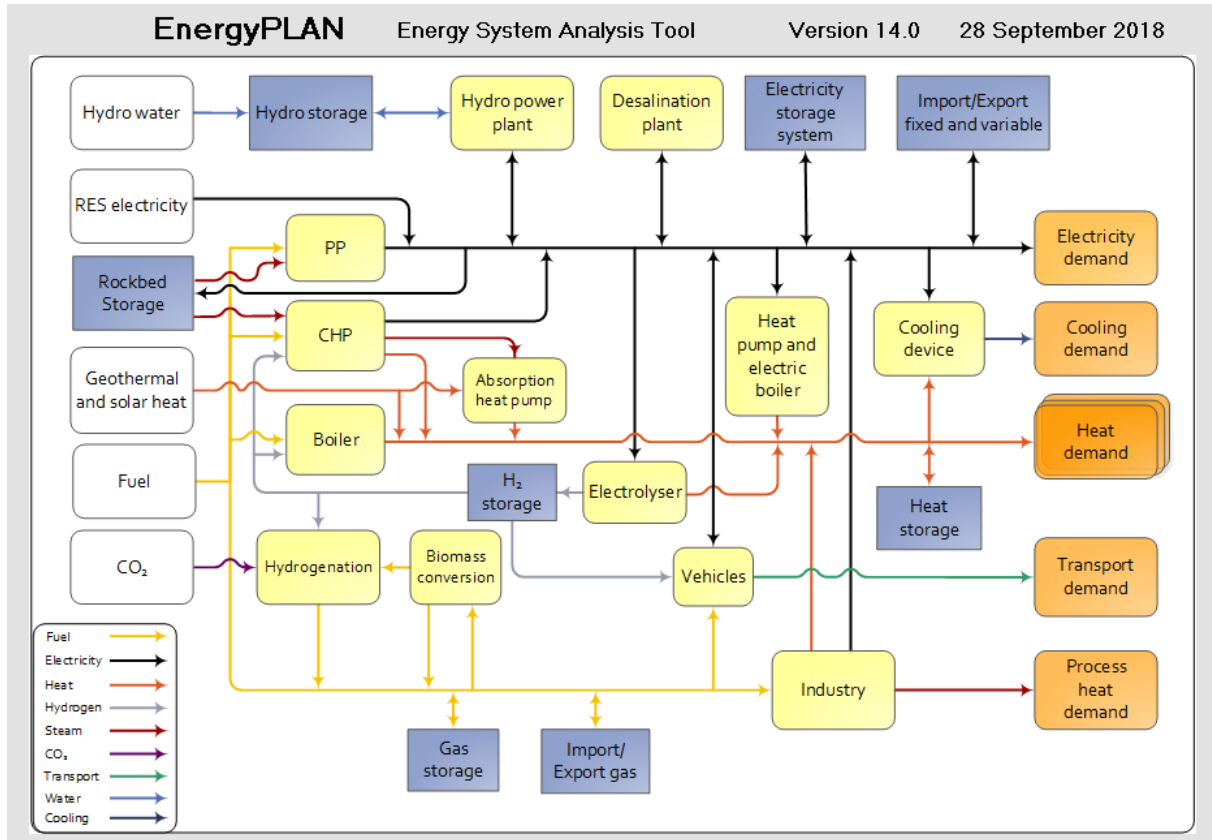 EnergyPLAN Energy System Analysis Tool Version 14.0 28 September 2018
Hydro water
Hydro storage
Hydro power
plant
Desalination
plant
Electricity
storage
system
Import/Export
fixed and variable
RES electricity
PP
Electricity
demand
Rockbed
Storage
CHP
Heat
pump and
electric
boiler
Cooling
device
Cooling
demand
Geothermal
and solar heat
Absorption
heat pump
Boiler
Heat
demand
Fuel
H₂
storage
Electrolyser
Heat
storage
CO₂
Hydrogenation
Biomass
conversion
Vehicles
Transport
demand
Fuel
Electricity
Heat
Hydrogen
Steam
CO₂
Transport
Water
Cooling
Industry
Process
heat
demand
Gas
storage
Import/
Export gas